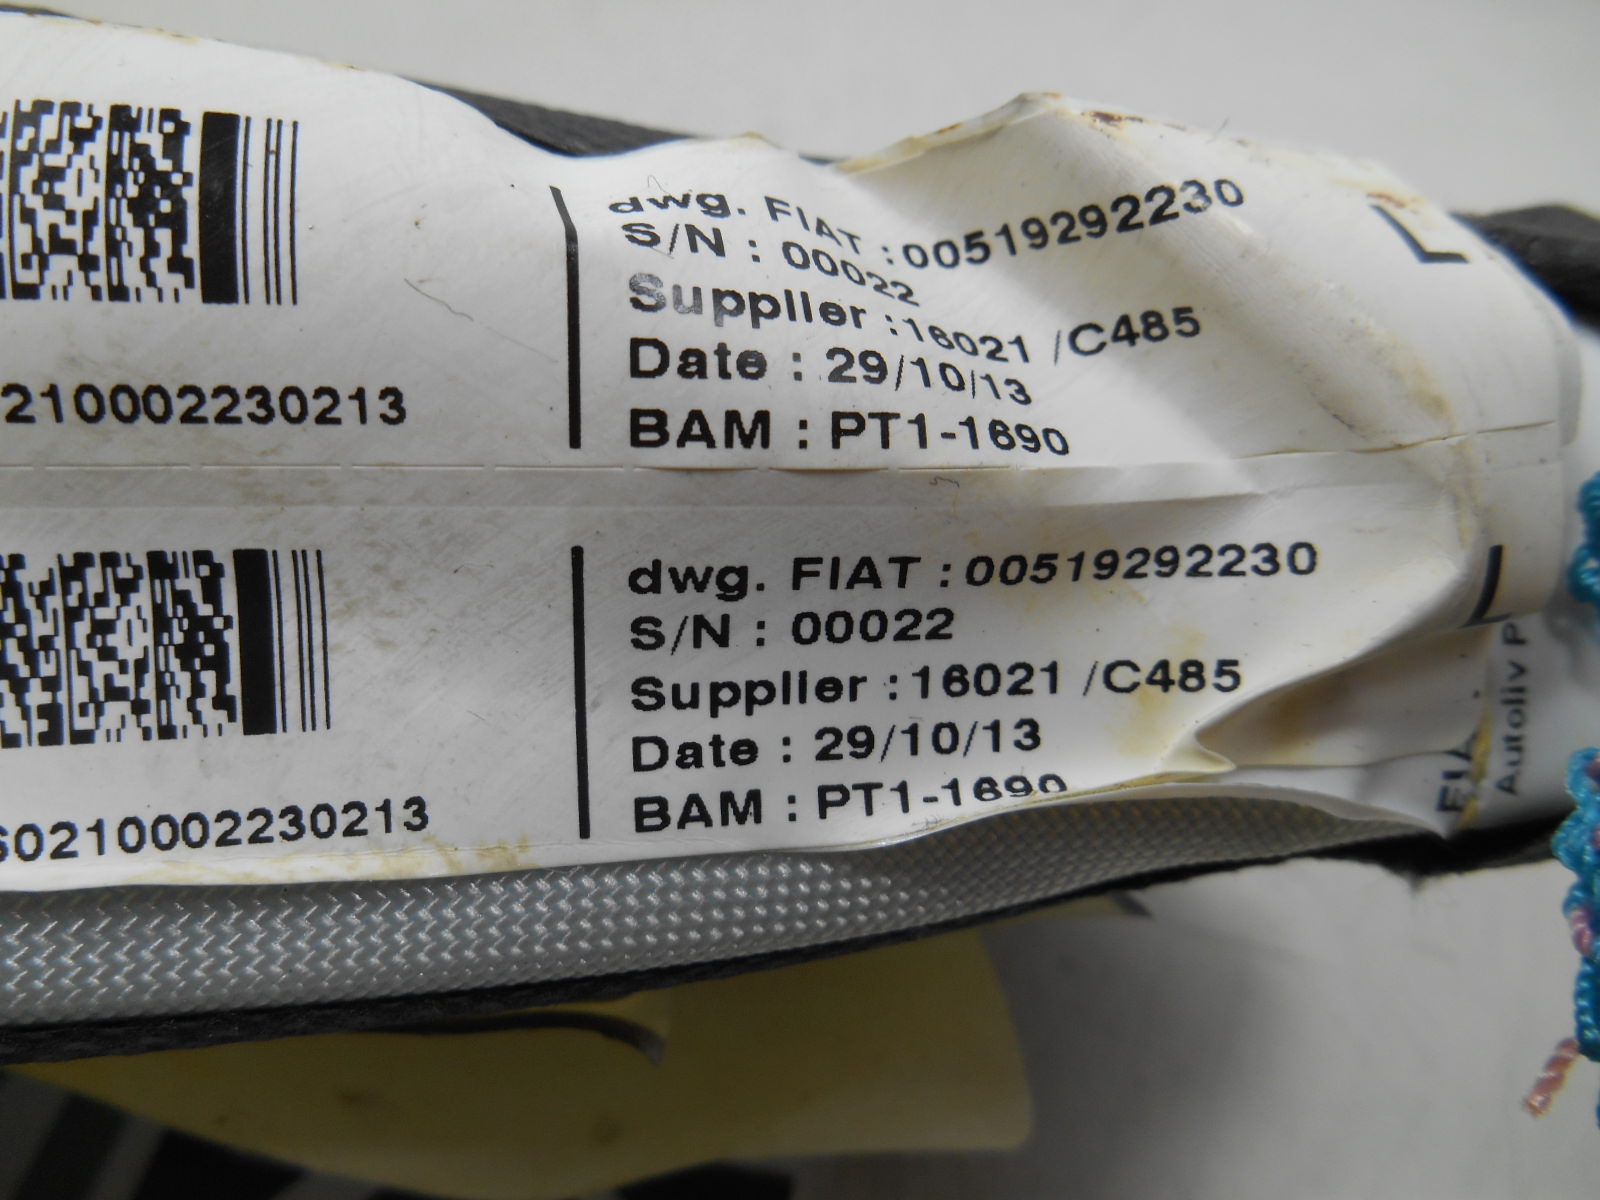 dwg. FIAT : 00519292230
S/N : 00022
Supplier : 16021 /C485
Date : 29/10/13
BAM : PT1-1690
210002230213
L
dwg. FIAT : 00519292230
S/N : 00022
Supplier : 16021 /C485
Date : 29/10/13
BAM : PT1-1690
S0210002230213
L
FIA
Autoliv P